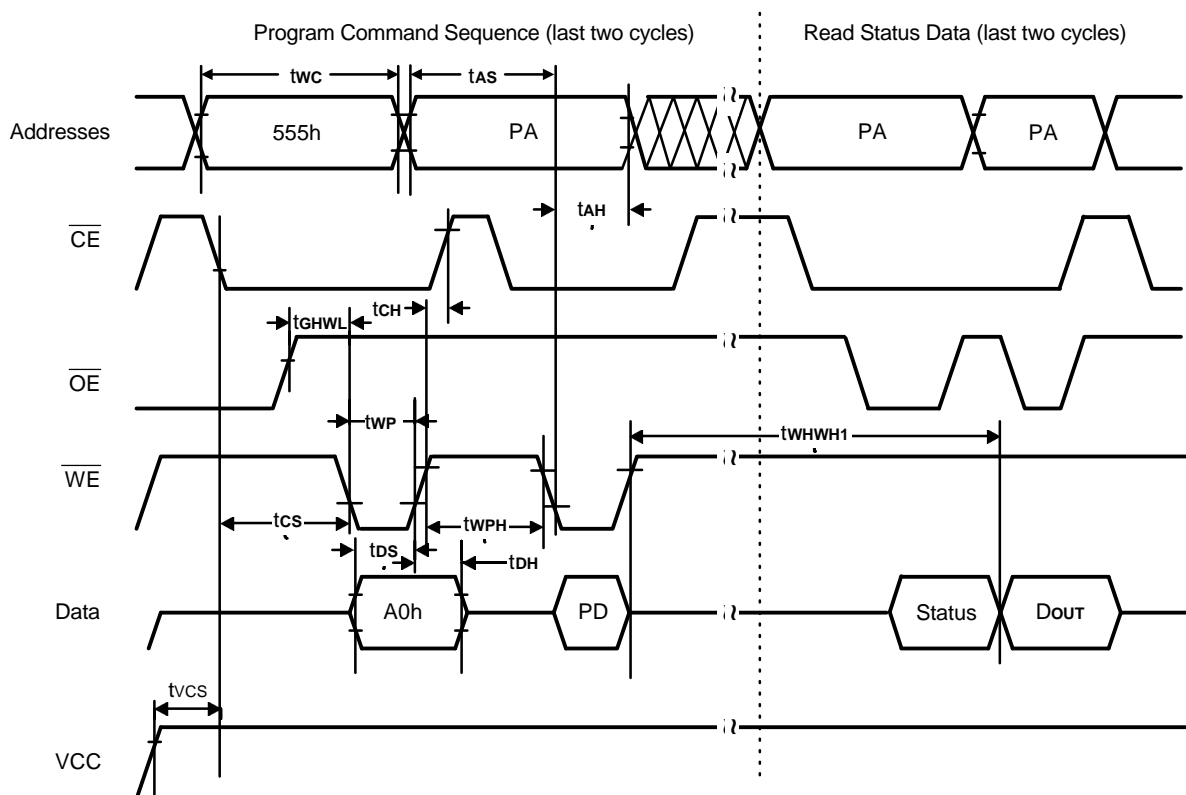 Program Command Sequence (last two cycles) Read Status Data (last two cycles)
tWC tAS
Addresses 555h PA PA PA
tAH
CE
tCH
tGHWL
OE
tWP
tWHWH1
WE
tCS tWPH
tDS tDH
Data A0h PD Status DOUT
tVCS
VCC